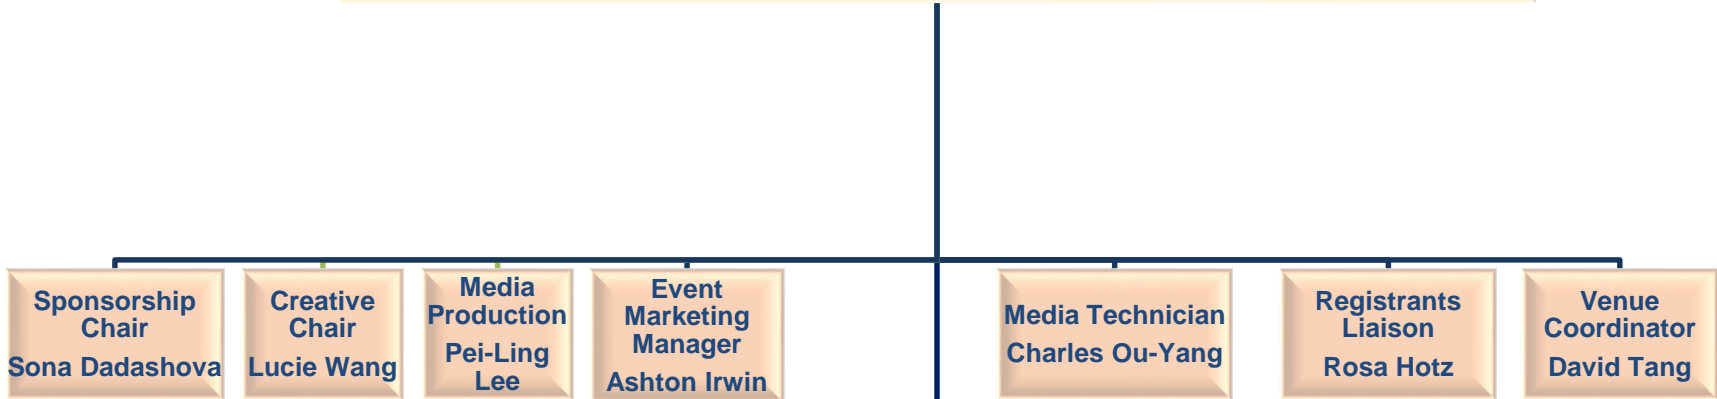 Sponsorship
Chair
Sona Dadashova
Creative
Chair
Lucie Wang
Media
Production
Pei-Ling
Lee
Event
Marketing
Manager
Ashton Irwin
Media Technician
Charles Ou-Yang
Registrants
Liaison
Rosa Hotz
Venue
Coordinator
David Tang